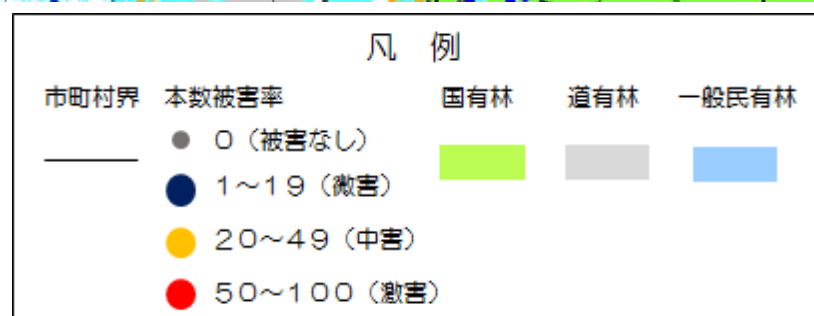 凡 例
市町村界 本数被害率 国有林 道有林 一般民有林
０（被害なし）
１～１９（微害）
２０～４９（中害）
５０～１００（激害）